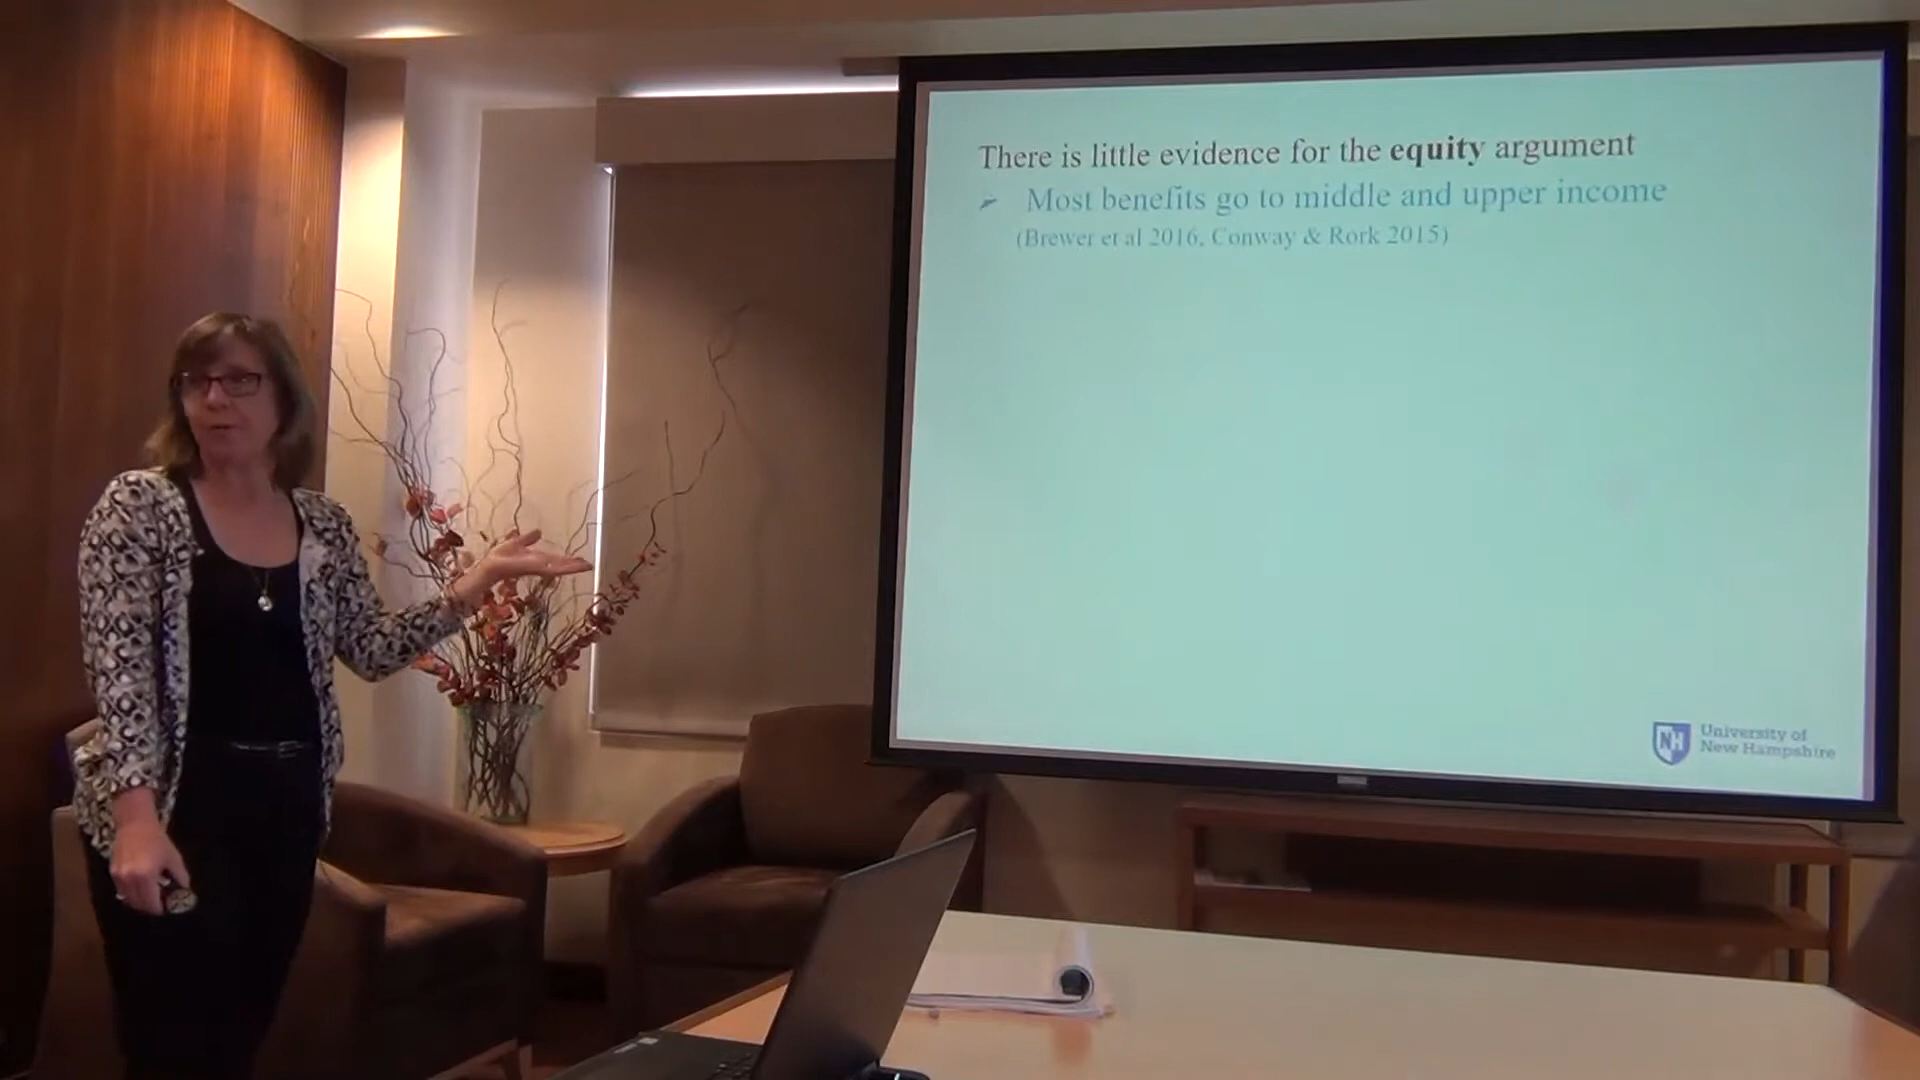 There is little evidence for the equity argument
➢ Most benefits go to middle and upper income
(Brewer et al 2016, Conway & Rork 2015)
NH
University of
New Hampshire